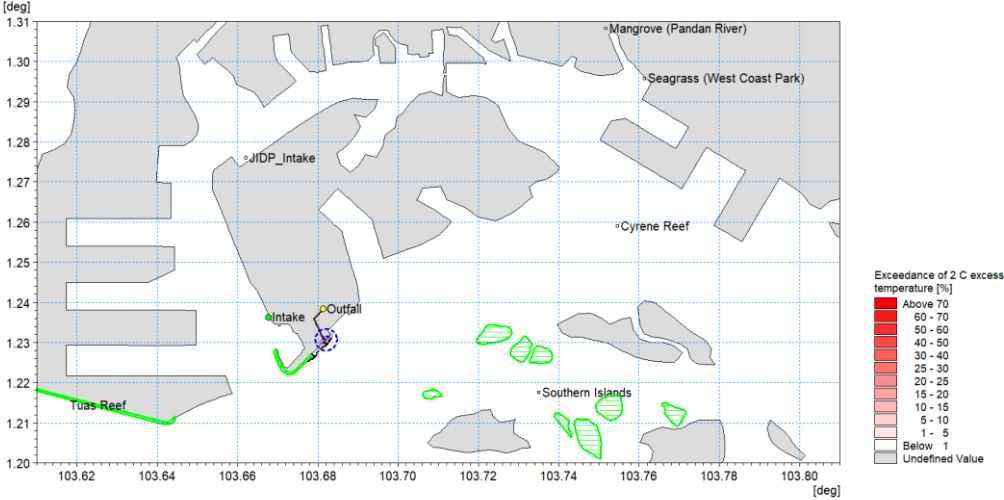 [deg]
1.31
Mangrove (Pandan River)
1.30
Seagrass (West Coast Park)
1.29
1.28
JIDP_Intake
1.27
1.26
Cyrene Reef
1.25
1.24
Outfall
Intake
1.23
1.22
Southern Islands
Tuas Reef
1.21
1.20
103.62 103.64 103.66 103.68 103.70 103.72 103.74 103.76 103.78 103.80
[deg]
Exceedance of 2 C excess
temperature [%]
Above 70
60 - 70
50 - 60
40 - 50
30 - 40
25 - 30
20 - 25
15 - 20
10 - 15
5 - 10
1 - 5
Below 1
Undefined Value